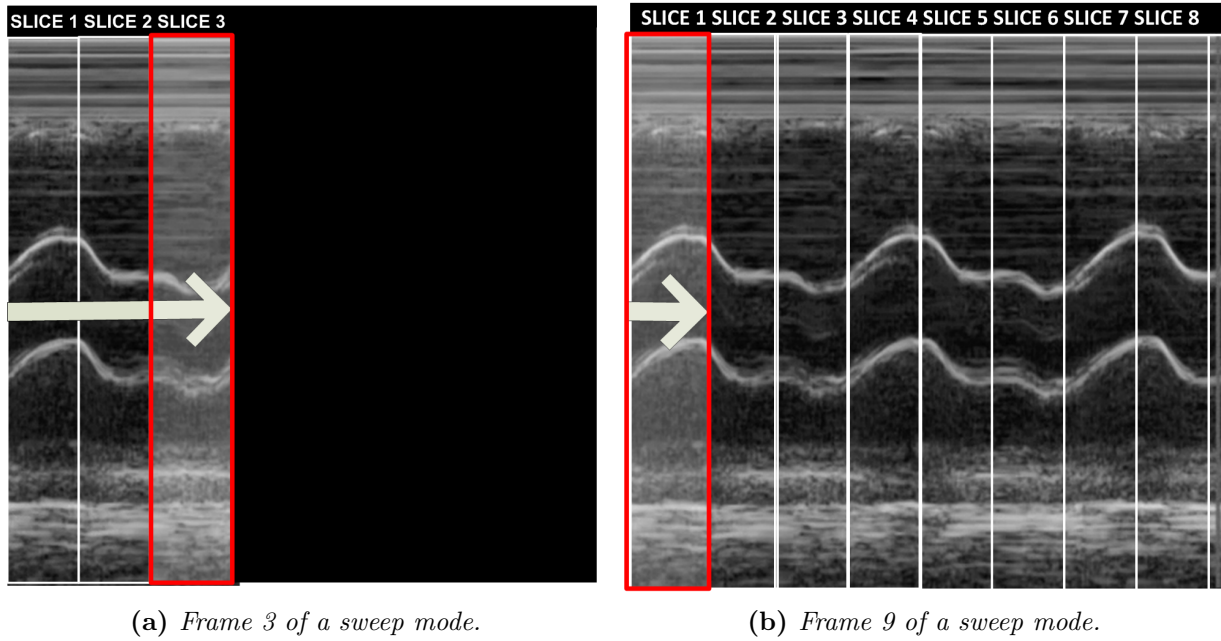 SLICE 1 SLICE 2 SLICE 3
SLICE 1 SLICE 2 SLICE 3 SLICE 4 SLICE 5 SLICE 6 SLICE 7 SLICE 8
(a) Frame 3 of a sweep mode.
(b) Frame 9 of a sweep mode.